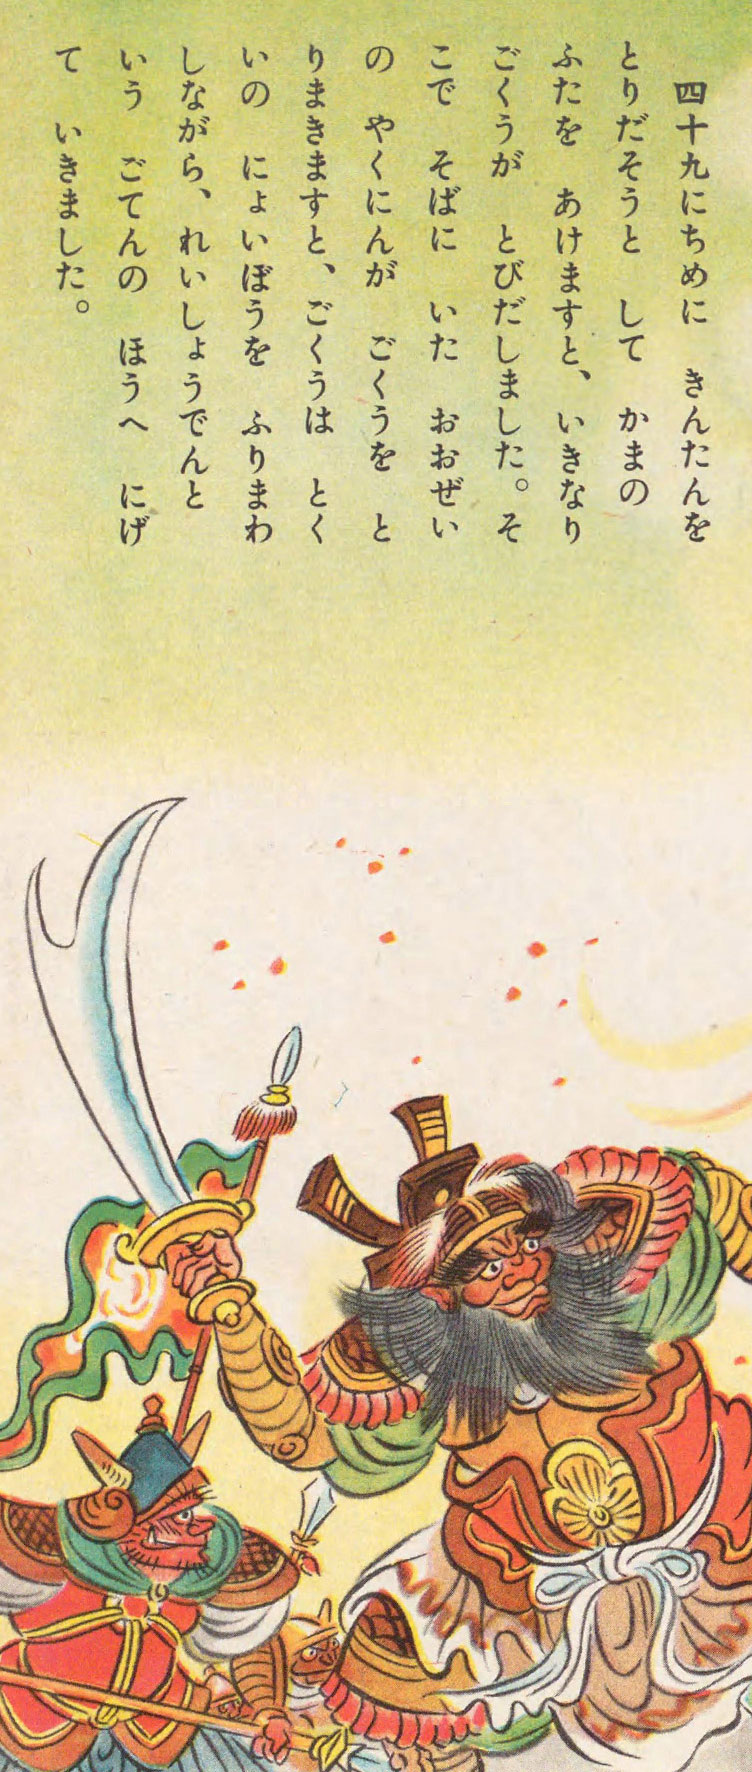 四十九にちめに　きんたんを
とりだそうと　して　かまの
ふたを　あけますと、いきなり
ごくうが　とびだしました。そ
こで　そばに　いた　おおぜい
の　やくにんが　ごくうを　と
りまきますと、ごくうは　とく
いの　にょいぼうを　ふりまわ
しながら、れいしょうでんと
いう　ごてんの　ほうへ　にげ
て　いきました。